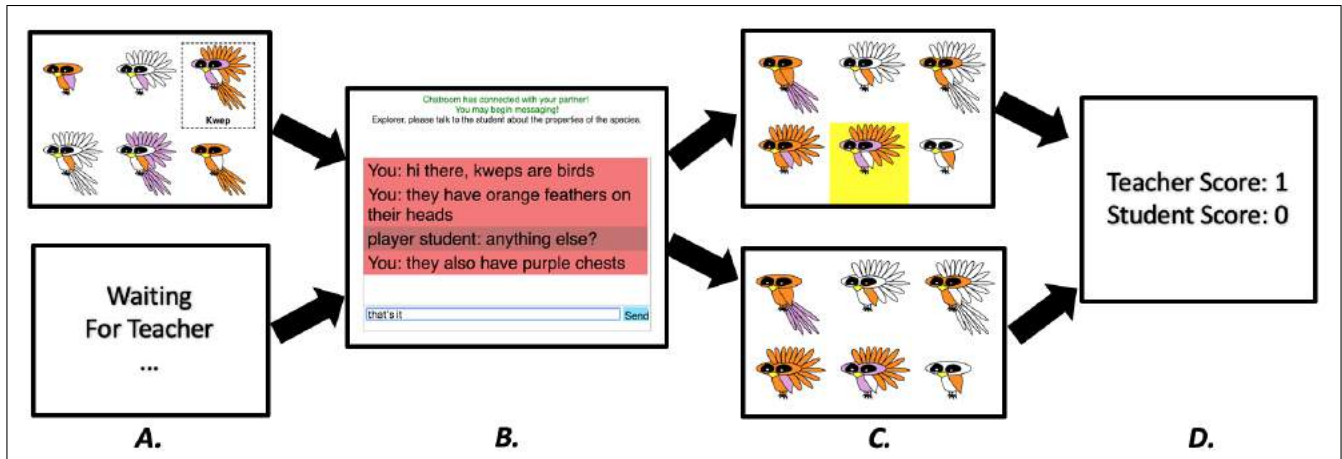 Kwep
Waiting
For Teacher
...
A.
Chatroom has connected with your partner!
You may begin messaging!
Explorer, please talk to the student about the properties of the species.
You: hi there, kweps are birds
You: they have orange feathers on
their heads
player student: anything else?
You: they also have purple chests
that's it
Send
B.
C.
Teacher Score: 1
Student Score: 0
D.